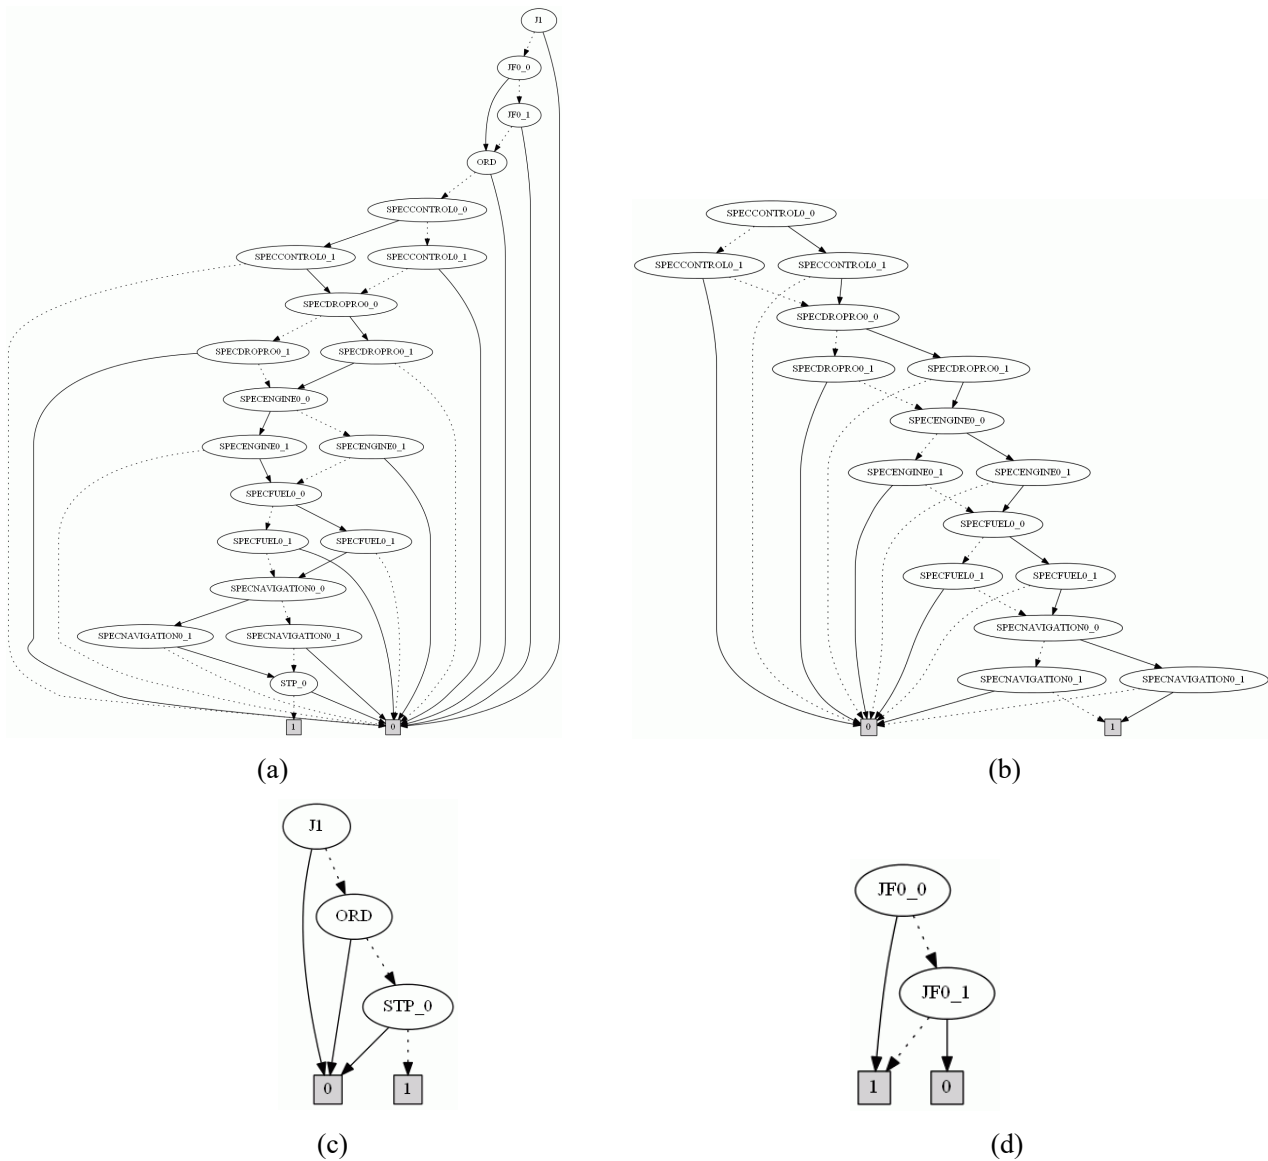 J1
JF0_0
JF0_1
ORD
SPECCONTROL0_0
SPECCONTROL0_1 SPECCONTROL0_1
SPECDROPRO0_0
SPECDROPRO0_1 SPECDROPRO0_1
SPECENGINE0_0
SPECENGINE0_1 SPECENGINE0_1
SPECFUEL0_0
SPECFUEL0_1 SPECFUEL0_1
SPECNAVIGATION0_0
SPECNAVIGATION0_1 SPECNAVIGATION0_1
STP_0
1 0
(a)
SPECCONTROL0_0
SPECCONTROL0_1 SPECCONTROL0_1
SPECDROPRO0_0
SPECDROPRO0_1 SPECDROPRO0_1
SPECENGINE0_0
SPECENGINE0_1 SPECENGINE0_1
SPECFUEL0_0
SPECFUEL0_1 SPECFUEL0_1
SPECNAVIGATION0_0
SPECNAVIGATION0_1 SPECNAVIGATION0_1
0 1
(b)
J1
ORD
STP_0
0 1
(c)
JF0_0
JF0_1
1 0
(d)